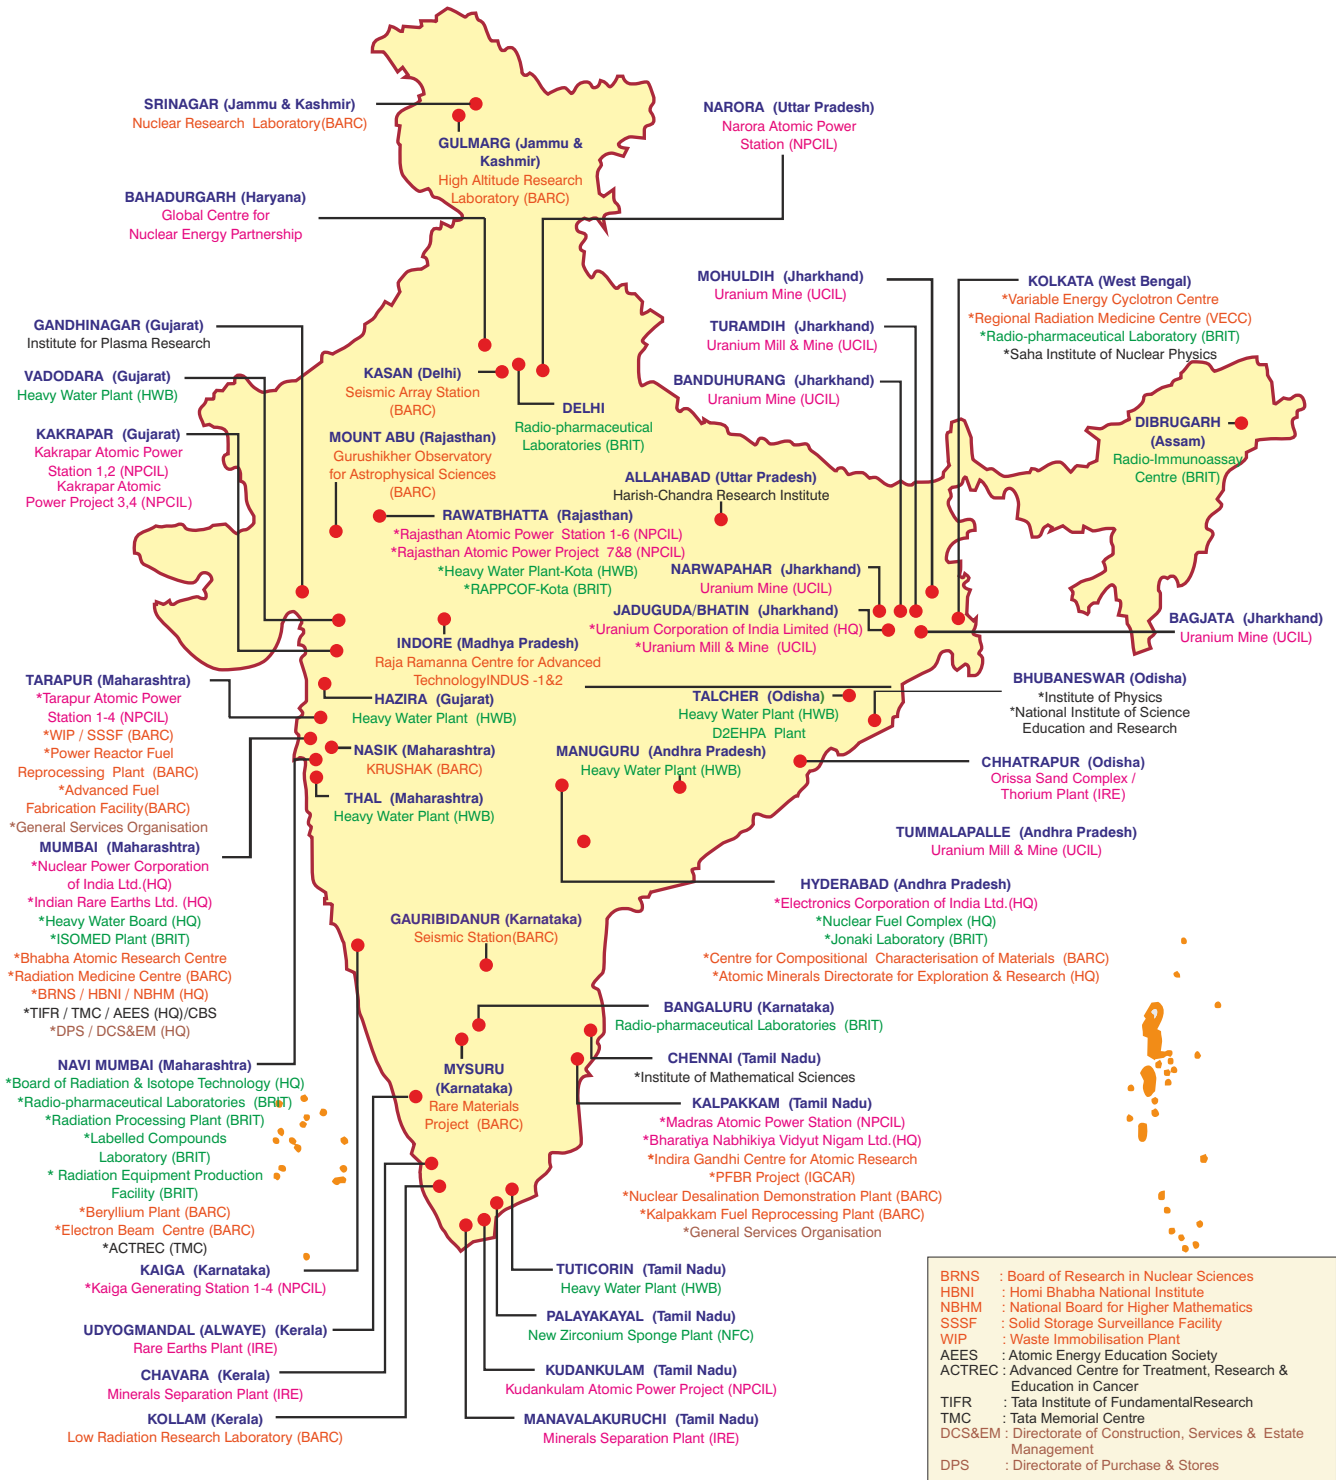 SRINAGAR (Jammu & Kashmir)
Nuclear Research Laboratory(BARC)
GULMARG (Jammu &
Kashmir)
High Altitude Research
Laboratory (BARC)
NARORA (Uttar Pradesh)
Narora Atomic Power
Station (NPCIL)
BAHADURGARH (Haryana)
Global Centre for
Nuclear Energy Partnership
MOHULDIH (Jharkhand)
Uranium Mine (UCIL)
TURAMDIH (Jharkhand)
Uranium Mill & Mine (UCIL)
BANDUHURANG (Jharkhand)
Uranium Mine (UCIL)
KOLKATA (West Bengal)
*Variable Energy Cyclotron Centre
*Regional Radiation Medicine Centre (VECC)
*Radio-pharmaceutical Laboratory (BRIT)
*Saha Institute of Nuclear Physics
GANDHINAGAR (Gujarat)
Institute for Plasma Research
VADODARA (Gujarat)
Heavy Water Plant (HWB)
KAKRAPAR (Gujarat)
Kakrapar Atomic Power
Station 1,2 (NPCIL)
Kakrapar Atomic
Power Project 3,4 (NPCIL)
KASAN (Delhi)
Seismic Array Station
(BARC)
DELHI
Radio-pharmaceutical
Laboratories (BRIT)
MOUNT ABU (Rajasthan)
Gurushikher Observatory
for Astrophysical Sciences
(BARC)
DIBRUGARH
(Assam)
Radio-Immunoassay
Centre (BRIT)
ALLAHABAD (Uttar Pradesh)
Harish-Chandra Research Institute
RAWATBHATTA (Rajasthan)
*Rajasthan Atomic Power Station 1-6 (NPCIL)
*Rajasthan Atomic Power Project 7&8 (NPCIL)
*Heavy Water Plant-Kota (HWB)
*RAPPCOF-Kota (BRIT)
NARWAPAHAR (Jharkhand)
Uranium Mine (UCIL)
JADUGUDA/BHATIN (Jharkhand)
*Uranium Corporation of India Limited (HQ)
*Uranium Mill & Mine (UCIL)
BAGJATA (Jharkhand)
Uranium Mine (UCIL)
INDORE (Madhya Pradesh)
Raja Ramanna Centre for Advanced
TechnologyINDUS -1&2
TARAPUR (Maharashtra)
*Tarapur Atomic Power
Station 1-4 (NPCIL)
*WIP / SSSF (BARC)
*Power Reactor Fuel
Reprocessing Plant (BARC)
*Advanced Fuel
Fabrication Facility(BARC)
*General Services Organisation
HAZIRA (Gujarat)
Heavy Water Plant (HWB)
TALCHER (Odisha)
Heavy Water Plant (HWB)
D2EHPA Plant
BHUBANESWAR (Odisha)
*Institute of Physics
*National Institute of Science
Education and Research
NASIK (Maharashtra)
KRUSHAK (BARC)
MANUGURU (Andhra Pradesh)
Heavy Water Plant (HWB)
CHHATRAPUR (Odisha)
Orissa Sand Complex /
Thorium Plant (IRE)
THAL (Maharashtra)
Heavy Water Plant (HWB)
TUMMALAPALLE (Andhra Pradesh)
Uranium Mill & Mine (UCIL)
MUMBAI (Maharashtra)
*Nuclear Power Corporation
of India Ltd.(HQ)
*Indian Rare Earths Ltd. (HQ)
*Heavy Water Board (HQ)
*ISOMED Plant (BRIT)
*Bhabha Atomic Research Centre
*Radiation Medicine Centre (BARC)
*BRNS / HBNI / NBHM (HQ)
*TIFR / TMC / AEES (HQ)/CBS
*DPS / DCS&EM (HQ)
HYDERABAD (Andhra Pradesh)
*Electronics Corporation of India Ltd.(HQ)
*Nuclear Fuel Complex (HQ)
*Jonaki Laboratory (BRIT)
*Centre for Compositional Characterisation of Materials (BARC)
*Atomic Minerals Directorate for Exploration & Research (HQ)
GAURIBIDANUR (Karnataka)
Seismic Station(BARC)
BANGALURU (Karnataka)
Radio-pharmaceutical Laboratories (BRIT)
CHENNAI (Tamil Nadu)
*Institute of Mathematical Sciences
NAVI MUMBAI (Maharashtra)
*Board of Radiation & Isotope Technology (HQ)
*Radio-pharmaceutical Laboratories (BRIT)
*Radiation Processing Plant (BRIT)
*Labelled Compounds
Laboratory (BRIT)
* Radiation Equipment Production
Facility (BRIT)
*Beryllium Plant (BARC)
*Electron Beam Centre (BARC)
*ACTREC (TMC)
MYSURU
(Karnataka)
Rare Materials
Project (BARC)
KALPAKKAM (Tamil Nadu)
*Madras Atomic Power Station (NPCIL)
*Bharatiya Nabhikiya Vidyut Nigam Ltd.(HQ)
*Indira Gandhi Centre for Atomic Research
*PFBR Project (IGCAR)
*Nuclear Desalination Demonstration Plant (BARC)
*Kalpakkam Fuel Reprocessing Plant (BARC)
*General Services Organisation
KAIGA (Karnataka)
*Kaiga Generating Station 1-4 (NPCIL)
TUTICORIN (Tamil Nadu)
Heavy Water Plant (HWB)
UDYOGMANDAL (ALWAYE) (Kerala)
Rare Earths Plant (IRE)
PALAYAKAYAL (Tamil Nadu)
New Zirconium Sponge Plant (NFC)
CHAVARA (Kerala)
Minerals Separation Plant (IRE)
KUDANKULAM (Tamil Nadu)
Kudankulam Atomic Power Project (NPCIL)
KOLLAM (Kerala)
Low Radiation Research Laboratory (BARC)
MANAVALAKURUCHI (Tamil Nadu)
Minerals Separation Plant (IRE)
BRNS : Board of Research in Nuclear Sciences
HBNI : Homi Bhabha National Institute
NBHM : National Board for Higher Mathematics
SSSF : Solid Storage Surveillance Facility
WIP : Waste Immobilisation Plant
AEES : Atomic Energy Education Society
ACTREC : Advanced Centre for Treatment, Research &
Education in Cancer
TIFR : Tata Institute of FundamentalResearch
TMC : Tata Memorial Centre
DCS&EM : Directorate of Construction, Services & Estate
Management
DPS : Directorate of Purchase & Stores